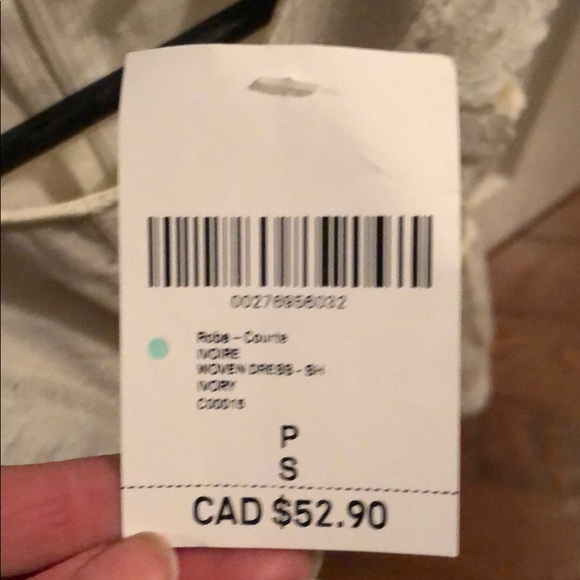 00276956032
Robe - Courte
IVOIRE
WOVEN DRESS - SH
IVORY
C00015
P
S
CAD $52.90